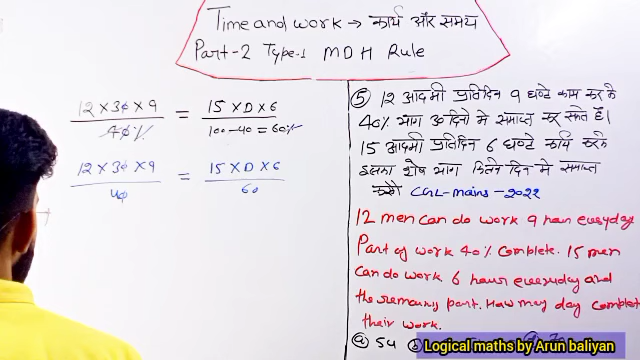 Time and work → कार्य और समय
Part-2 Type-1 MDH Rule
12 × 30 × 9 / 40% = 15 × D × 6 / 100-40=60%
12 × 30 × 9 / 40 = 15 × D × 6 / 60
⑤ 12 आदमी प्रतिदिन 9 घण्टे काम करके
40% भाग 30 दिनो मे समाप्त कर सकते हैं।
15 आदमी प्रतिदिन 6 घण्टे कार्य करके
इसका शेष भाग कितने दिन मे समाप्त
करेगे CGL-mains-2022
12 men can do work 9 hour everyday
Part of work 40% complete. 15 men
can do work 6 hours everyday and
the remaining part. How may day complet
their work.
ⓐ 54 ⓑ
Logical maths by Arun baliyan